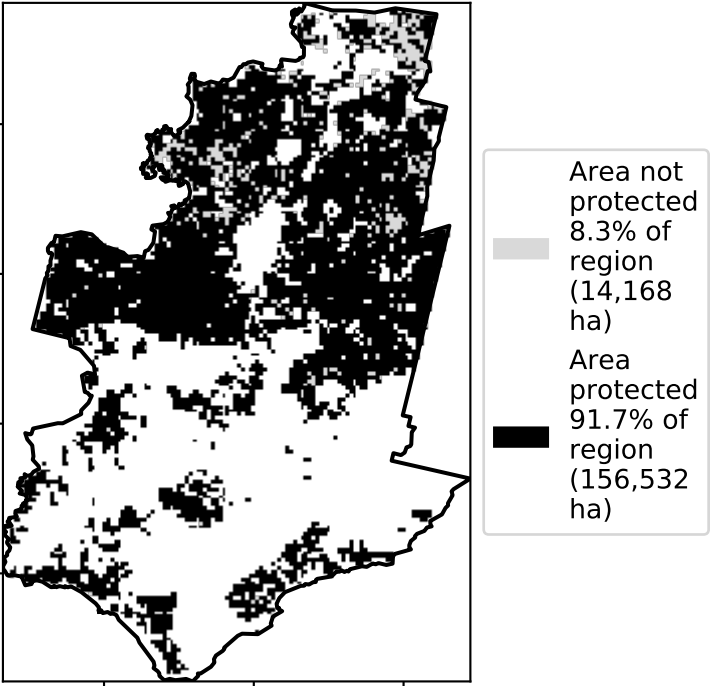 Area not
protected
8.3% of
region
(14,168
ha)
Area
protected
91.7% of
region
(156,532
ha)